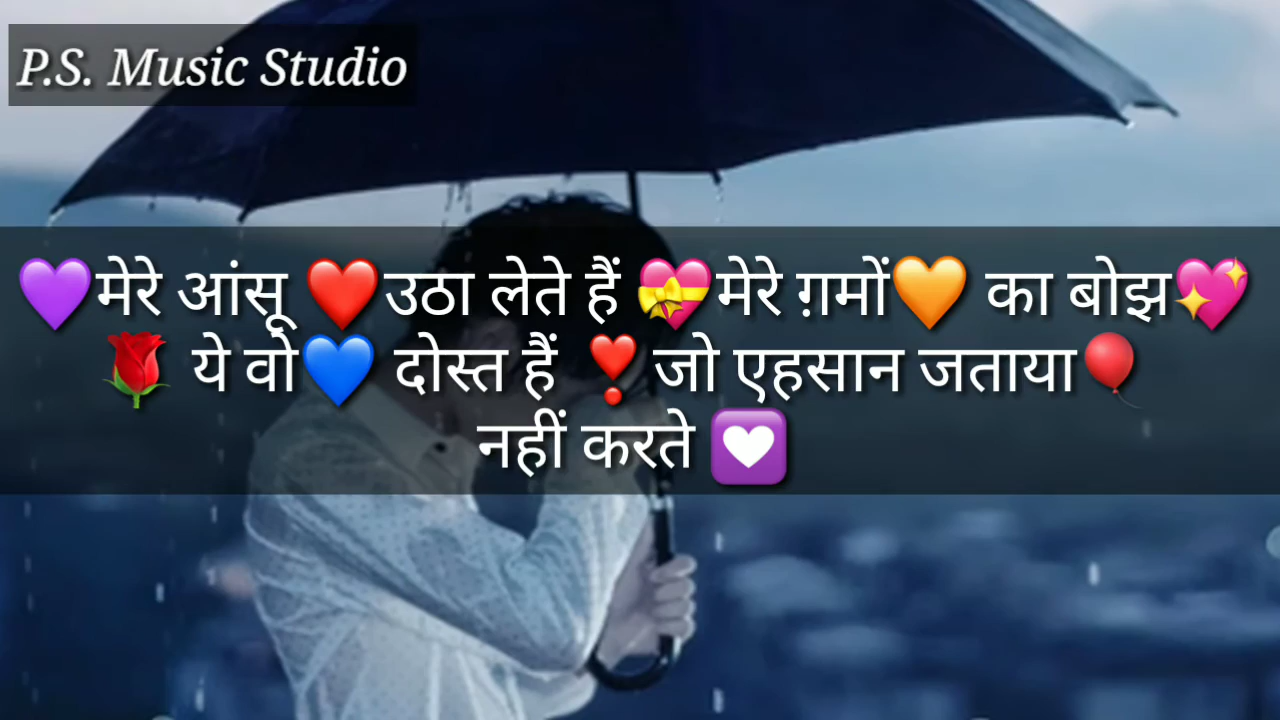 P.S. Music Studio
💜मेरे आंसू ❤️उठा लेते हैं 💝मेरे ग़मों🧡 का बोझ💖
🌹 ये वो💙 दोस्त हैं ❣️जो एहसान जताया🎈
नहीं करते 💟